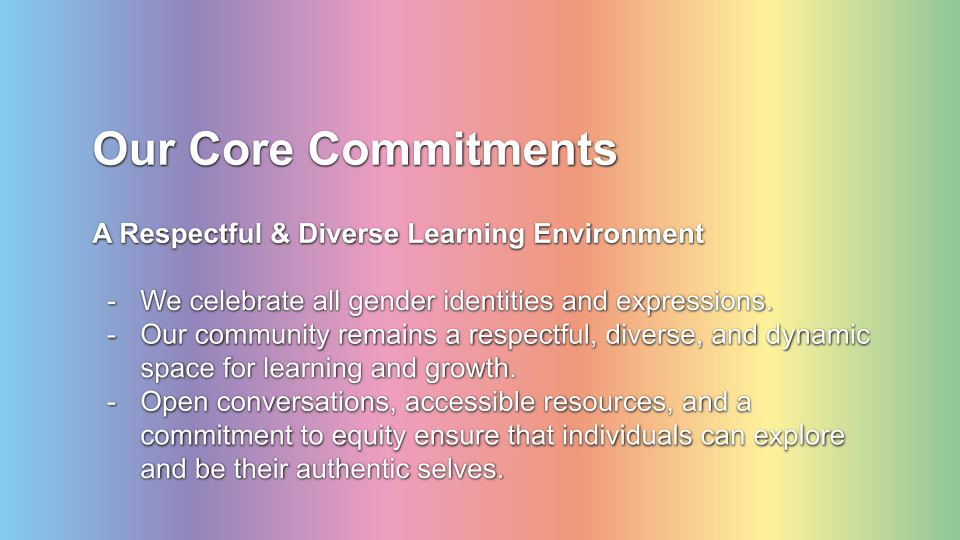 Our Core Commitments
A Respectful & Diverse Learning Environment
- We celebrate all gender identities and expressions.
- Our community remains a respectful, diverse, and dynamic
space for learning and growth.
- Open conversations, accessible resources, and a
commitment to equity ensure that individuals can explore
and be their authentic selves.